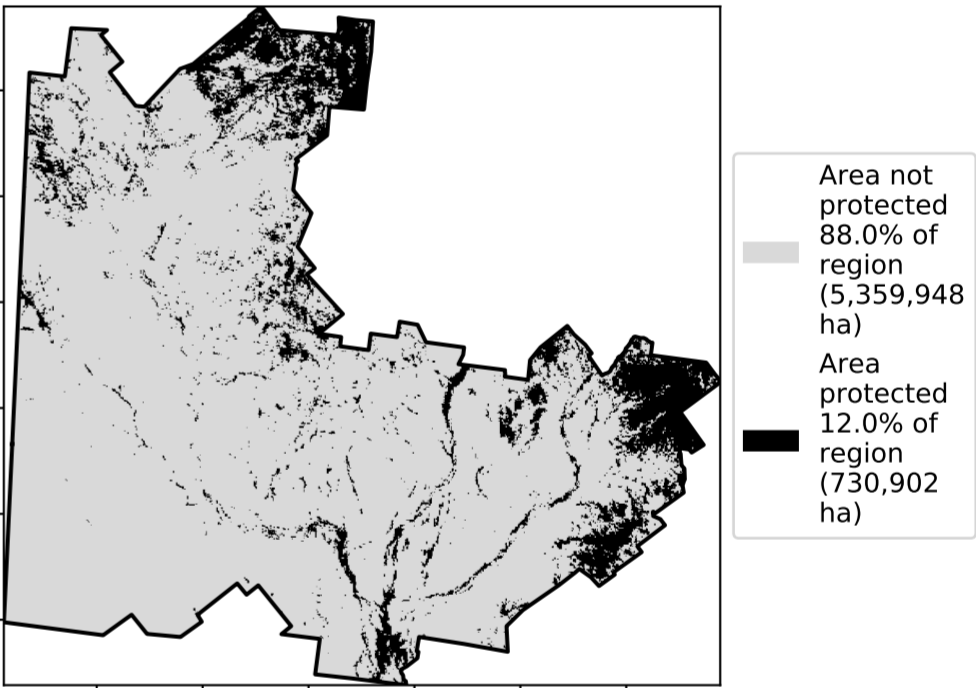 Area not
protected
88.0% of
region
(5,359,948
ha)
Area
protected
12.0% of
region
(730,902
ha)